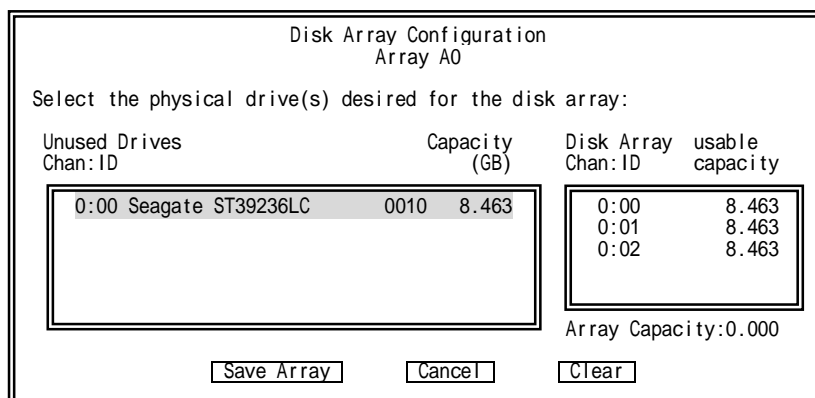 Disk Array Configuration
Array A0
Select the physical drive(s) desired for the disk array:
Unused Drives Capacity
Chan:ID (GB)
0:00 Seagate ST39236LC 0010 8.463
Disk Array usable
Chan:ID capacity
0:00 8.463
0:01 8.463
0:02 8.463
Array Capacity:0.000
Save Array Cancel Clear